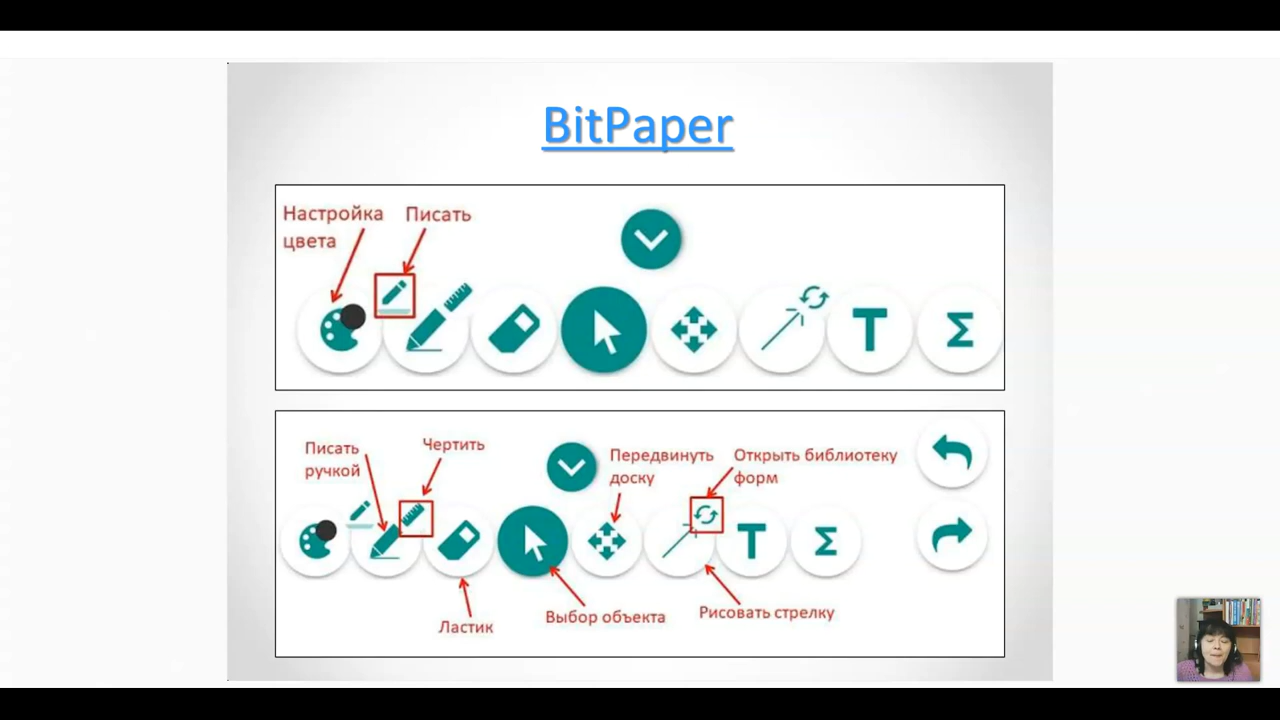 BitPaper
Настройка
цвета
Писать
T
Σ
Писать
ручкой
Чертить
Передвинуть
доску
Открыть библиотеку
форм
T
Σ
Ластик
Выбор объекта
Рисовать стрелку